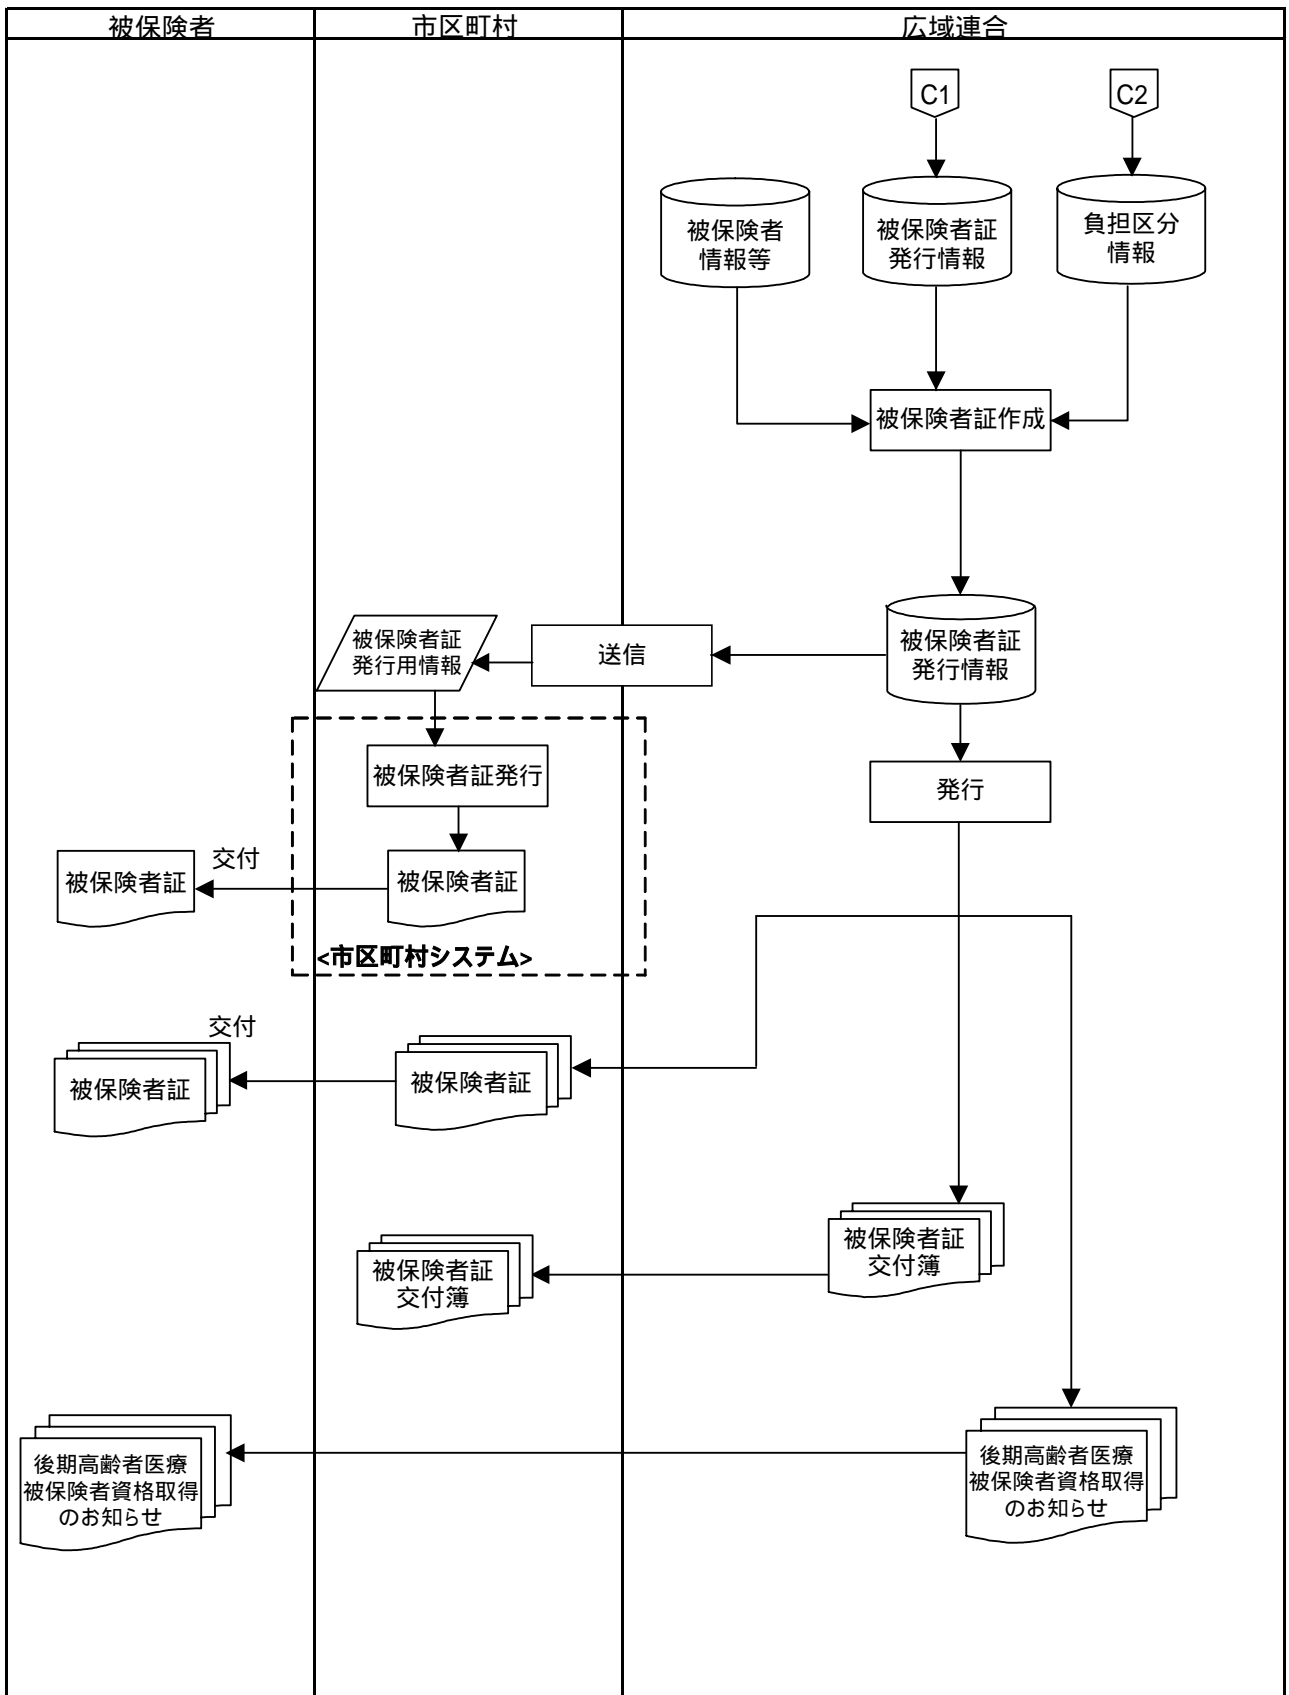 被保険者
市区町村
広域連合
C1
C2
被保険者
情報等
被保険者証
発行情報
負担区分
情報
被保険者証作成
被保険者証
発行用情報
送信
被保険者証
発行情報
被保険者証発行
発行
被保険者証
交付
被保険者証
<市区町村システム>
交付
被保険者証
被保険者証
被保険者証
交付簿
被保険者証
交付簿
後期高齢者医療
被保険者資格取得
のお知らせ
後期高齢者医療
被保険者資格取得
のお知らせ